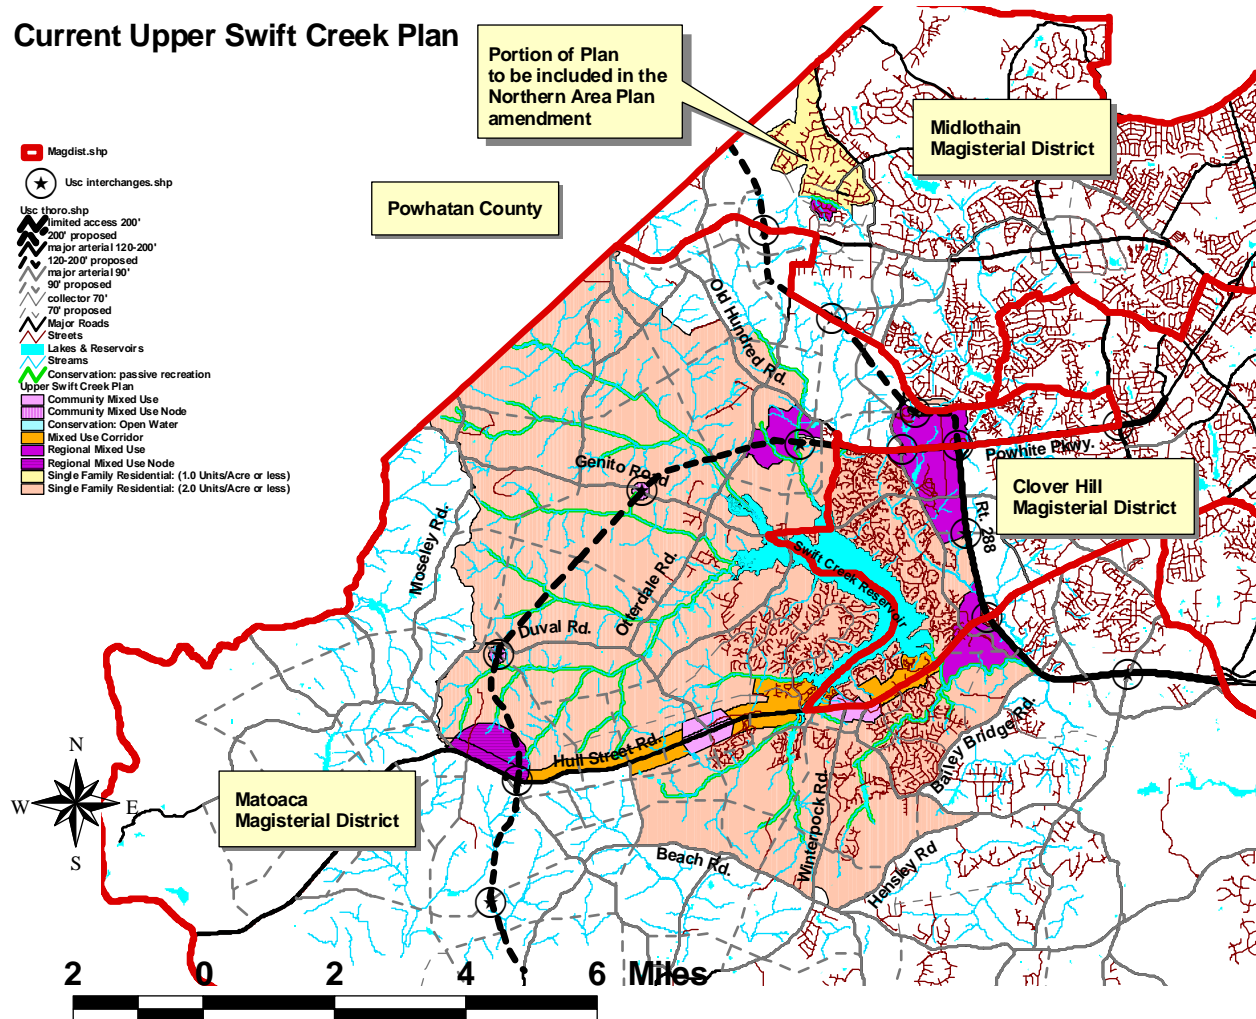 Current Upper Swift Creek Plan
Portion of Plan
to be included in the
Northern Area Plan
amendment
Midlothain
Magisterial District
Powhatan County
Magdist.shp
Usc interchanges.shp
Usc thoro.shp
limited access 200'
200' proposed
major arterial 120-200'
120-200' proposed
major arterial 90'
90' proposed
collector 70'
70' proposed
Major Roads
Streets
Lakes & Reservoirs
Streams
Conservation: passive recreation
Upper Swift Creek Plan
Community Mixed Use
Community Mixed Use Node
Conservation: Open Water
Mixed Use Corridor
Regional Mixed Use
Regional Mixed Use Node
Single Family Residential: (1.0 Units/Acre or less)
Single Family Residential: (2.0 Units/Acre or less)
Old Hundred Rd.
Genito Road
Powhite Pkwy.
Clover Hill
Magisterial District
Rt. 288
Moseley Rd.
Swift Creek Reservoir
Otterdale Rd.
Duval Rd.
Hull Street Rd.
Bailey Bridge Rd.
Winterpock Rd.
Beach Rd.
Hensley Rd
Matoaca
Magisterial District
N
W E
S
2 0 2 4 6 Miles